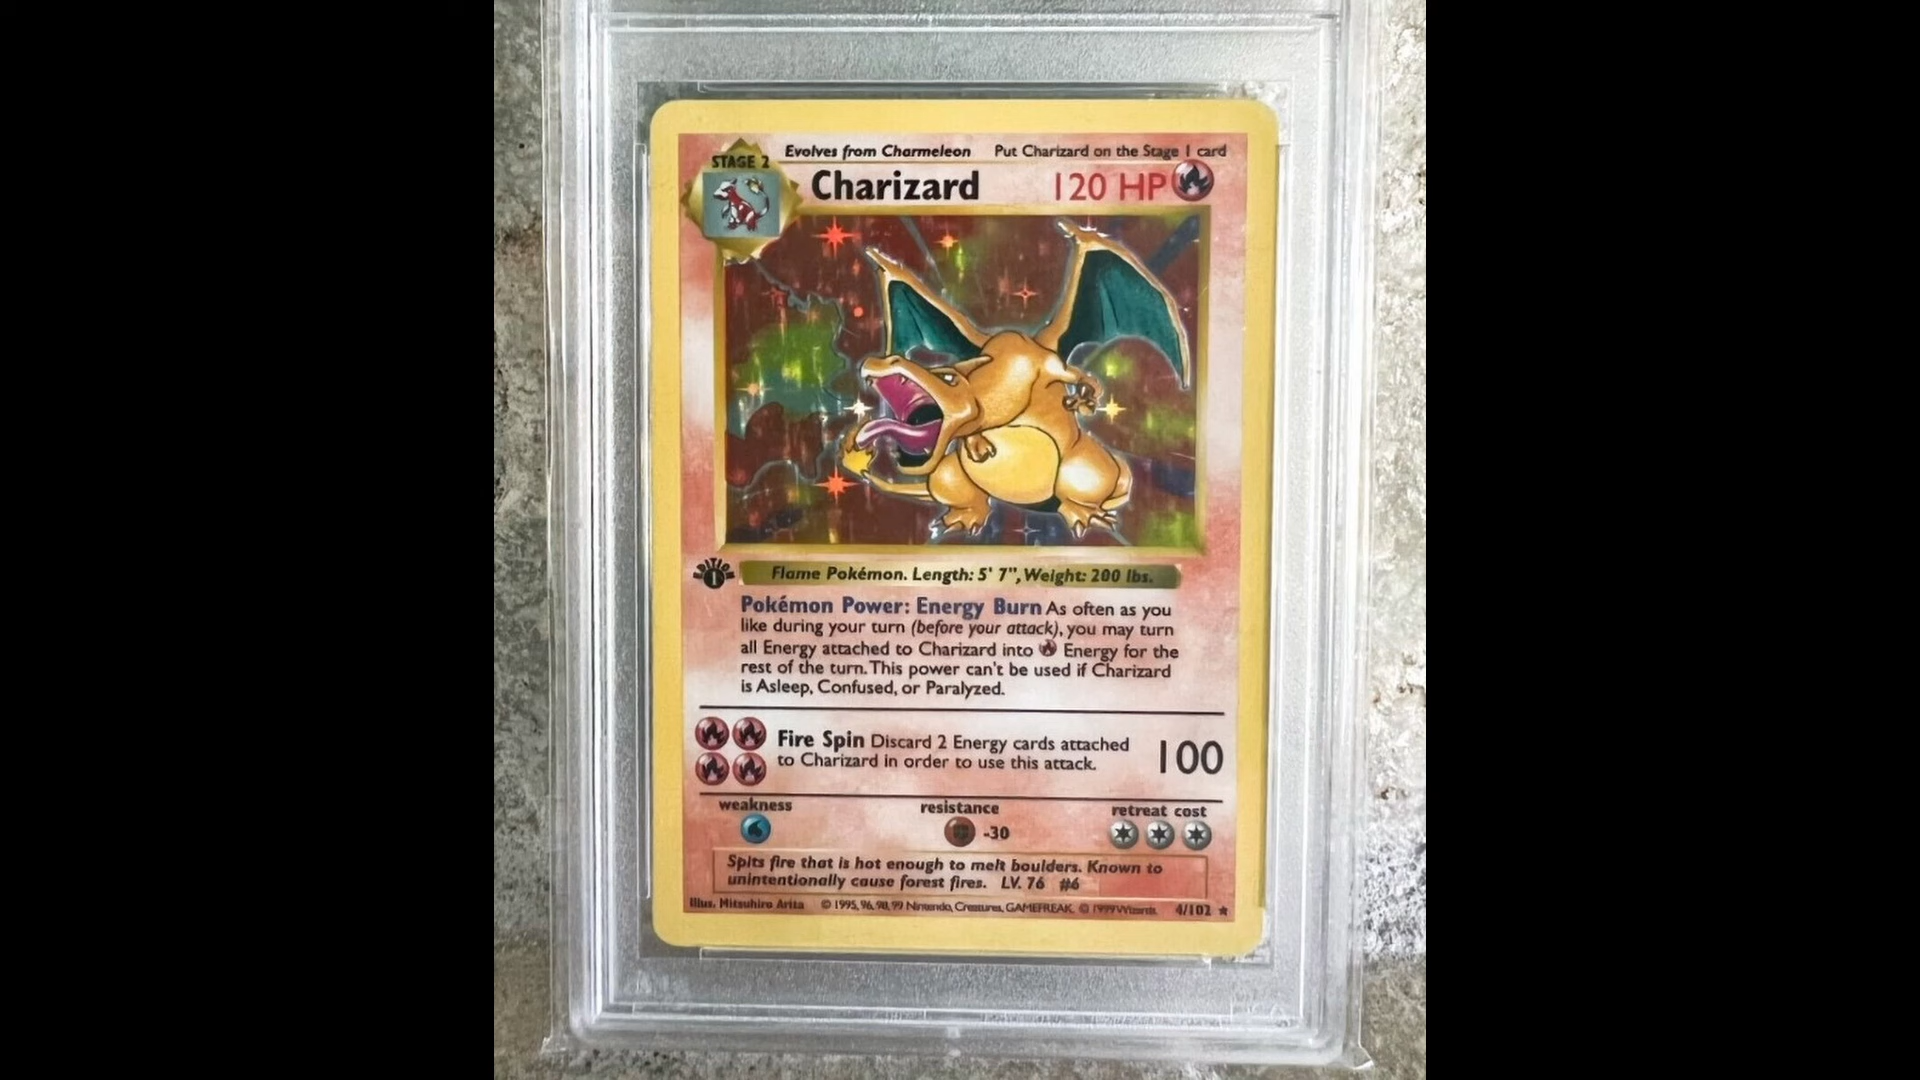 Evolves from Charmeleon Put Charizard on the Stage 1 card
STAGE 2
Charizard 120 HP
EDITION 1
Flame Pokémon. Length: 5' 7", Weight: 200 lbs.
Pokémon Power: Energy Burn As often as you
like during your turn (before your attack), you may turn
all Energy attached to Charizard into Energy for the
rest of the turn. This power can't be used if Charizard
is Asleep, Confused, or Paralyzed.
Fire Spin Discard 2 Energy cards attached
to Charizard in order to use this attack.
100
weakness resistance retreat cost
-30
Spits fire that is hot enough to melt boulders. Known to
unintentionally cause forest fires. LV. 76 #6
Illus. Mitsuhiro Arita © 1995, 96, 98, 99 Nintendo, Creatures, GAMEFREAK. © 1999 Wizards. 4/102 ★